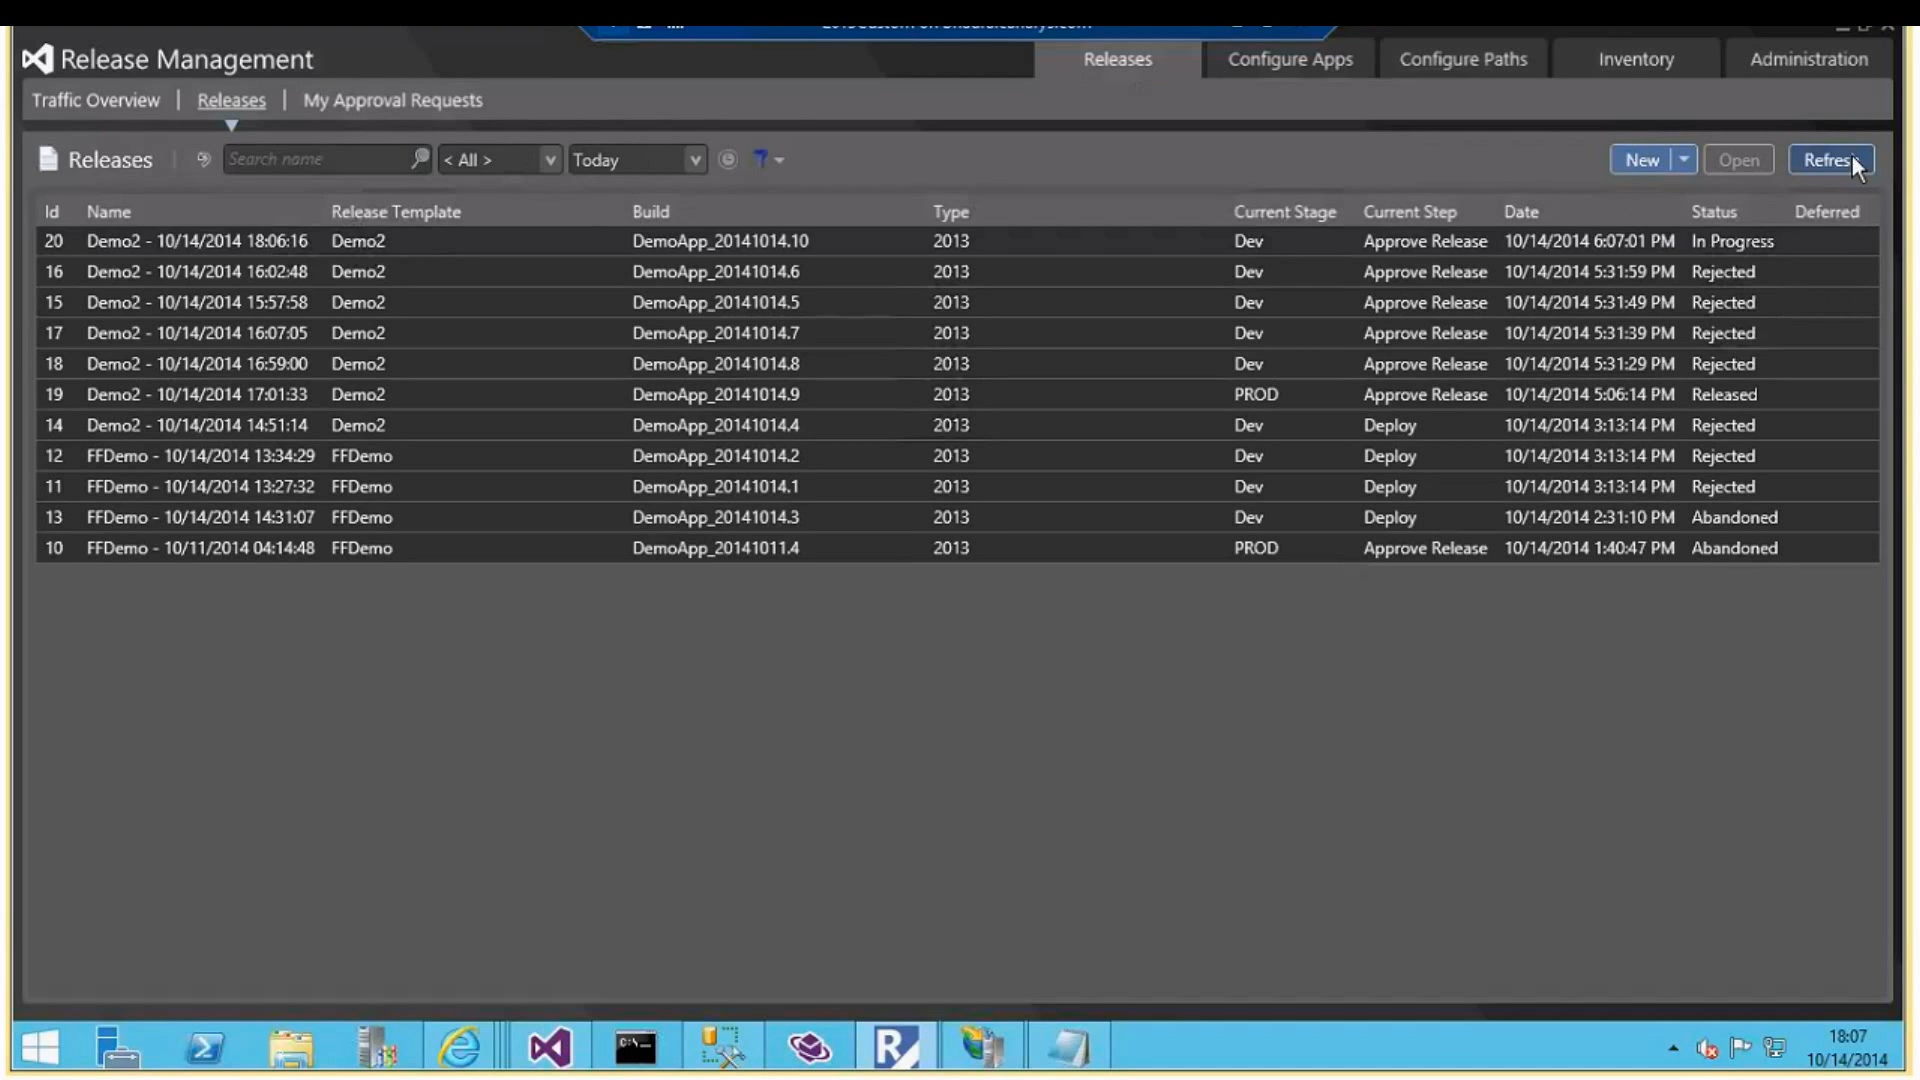 Release Management Releases Configure Apps Configure Paths Inventory Administration
Traffic Overview | Releases | My Approval Requests
Releases Search name < All > Today New Open
Id Name Release Template Build Type Current Stage Current Step Date Status Deferred
20 Demo2 - 10/14/2014 18:06:16 Demo2 DemoApp_20141014.10 2013 Dev Approve Release 10/14/2014 6:07:01 PM In Progress
16 Demo2 - 10/14/2014 16:02:48 Demo2 DemoApp_20141014.6 2013 Dev Approve Release 10/14/2014 5:31:59 PM Rejected
15 Demo2 - 10/14/2014 15:57:58 Demo2 DemoApp_20141014.5 2013 Dev Approve Release 10/14/2014 5:31:49 PM Rejected
17 Demo2 - 10/14/2014 16:07:05 Demo2 DemoApp_20141014.7 2013 Dev Approve Release 10/14/2014 5:31:39 PM Rejected
18 Demo2 - 10/14/2014 16:59:00 Demo2 DemoApp_20141014.8 2013 Dev Approve Release 10/14/2014 5:31:29 PM Rejected
19 Demo2 - 10/14/2014 17:01:33 Demo2 DemoApp_20141014.9 2013 PROD Approve Release 10/14/2014 5:06:14 PM Released
14 Demo2 - 10/14/2014 14:51:14 Demo2 DemoApp_20141014.4 2013 Dev Deploy 10/14/2014 3:13:14 PM Rejected
12 FFDemo - 10/14/2014 13:34:29 FFDemo DemoApp_20141014.2 2013 Dev Deploy 10/14/2014 3:13:14 PM Rejected
11 FFDemo - 10/14/2014 13:27:32 FFDemo DemoApp_20141014.1 2013 Dev Deploy 10/14/2014 3:13:14 PM Rejected
13 FFDemo - 10/14/2014 14:31:07 FFDemo DemoApp_20141014.3 2013 Dev Deploy 10/14/2014 2:31:10 PM Abandoned
10 FFDemo - 10/11/2014 04:14:48 FFDemo DemoApp_20141011.4 2013 PROD Approve Release 10/14/2014 1:40:47 PM Abandoned
18:07
10/14/2014